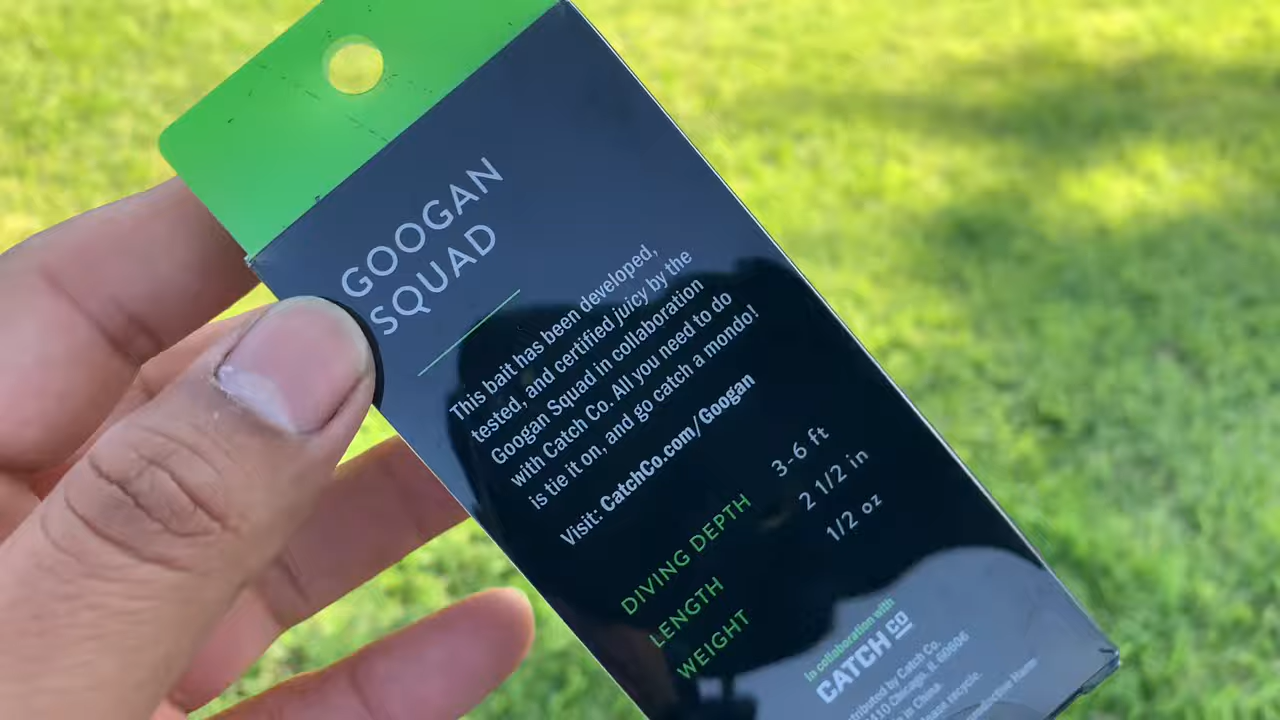 GOOGAN
SQUAD
This bait has been developed,
tested, and certified juicy by the
Googan Squad in collaboration
with Catch Co. All you need to do
is tie it on, and go catch a mondo!
Visit: CatchCo.com/Googan
DIVING DEPTH 3-6 ft
LENGTH 2 1/2 in
WEIGHT 1/2 oz
In collaboration with
CATCH CO
by Catch Co.
Chicago, IL
in China
recycle.
Harm